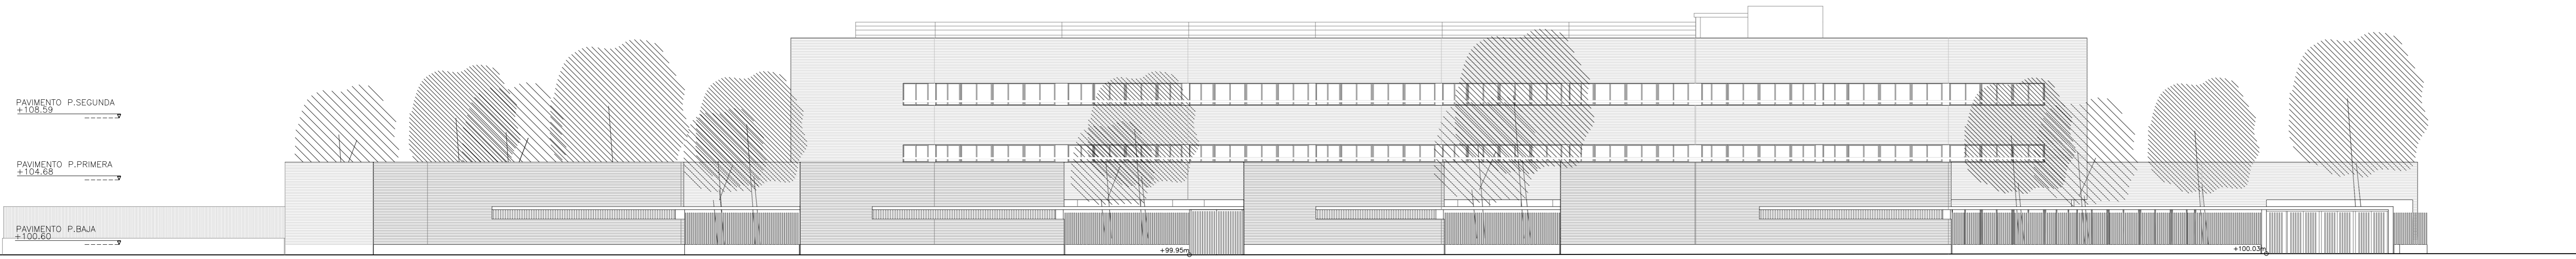 PAVIMENTO P.SEGUNDA
+108.59
PAVIMENTO P.PRIMERA
+104.68
PAVIMENTO P.BAJA
+100.60
+99.95m
+100.03m